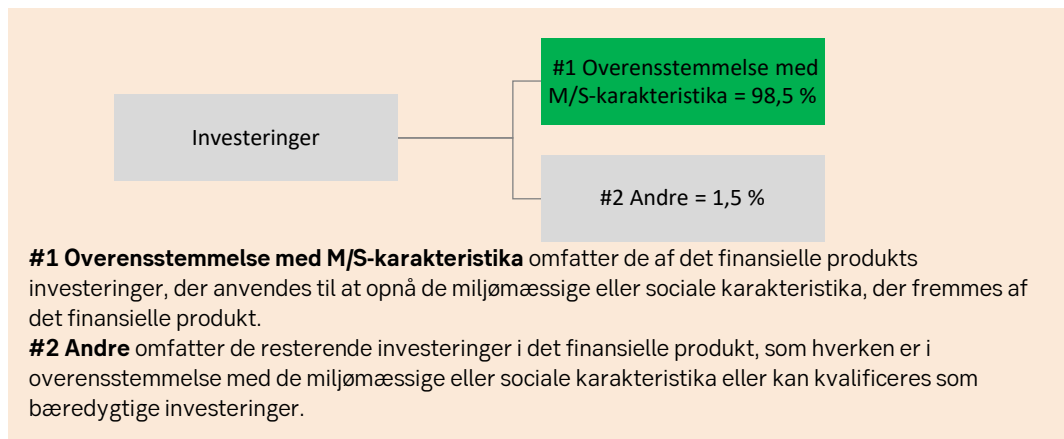 #1 Overensstemmelse med
M/S-karakteristika = 98,5 %
Investeringer
#2 Andre = 1,5 %
#1 Overensstemmelse med M/S-karakteristika omfatter de af det finansielle produkts
investeringer, der anvendes til at opnå de miljømæssige eller sociale karakteristika, der fremmes af
det finansielle produkt.
#2 Andre omfatter de resterende investeringer i det finansielle produkt, som hverken er i
overensstemmelse med de miljømæssige eller sociale karakteristika eller kan kvalificeres som
bæredygtige investeringer.